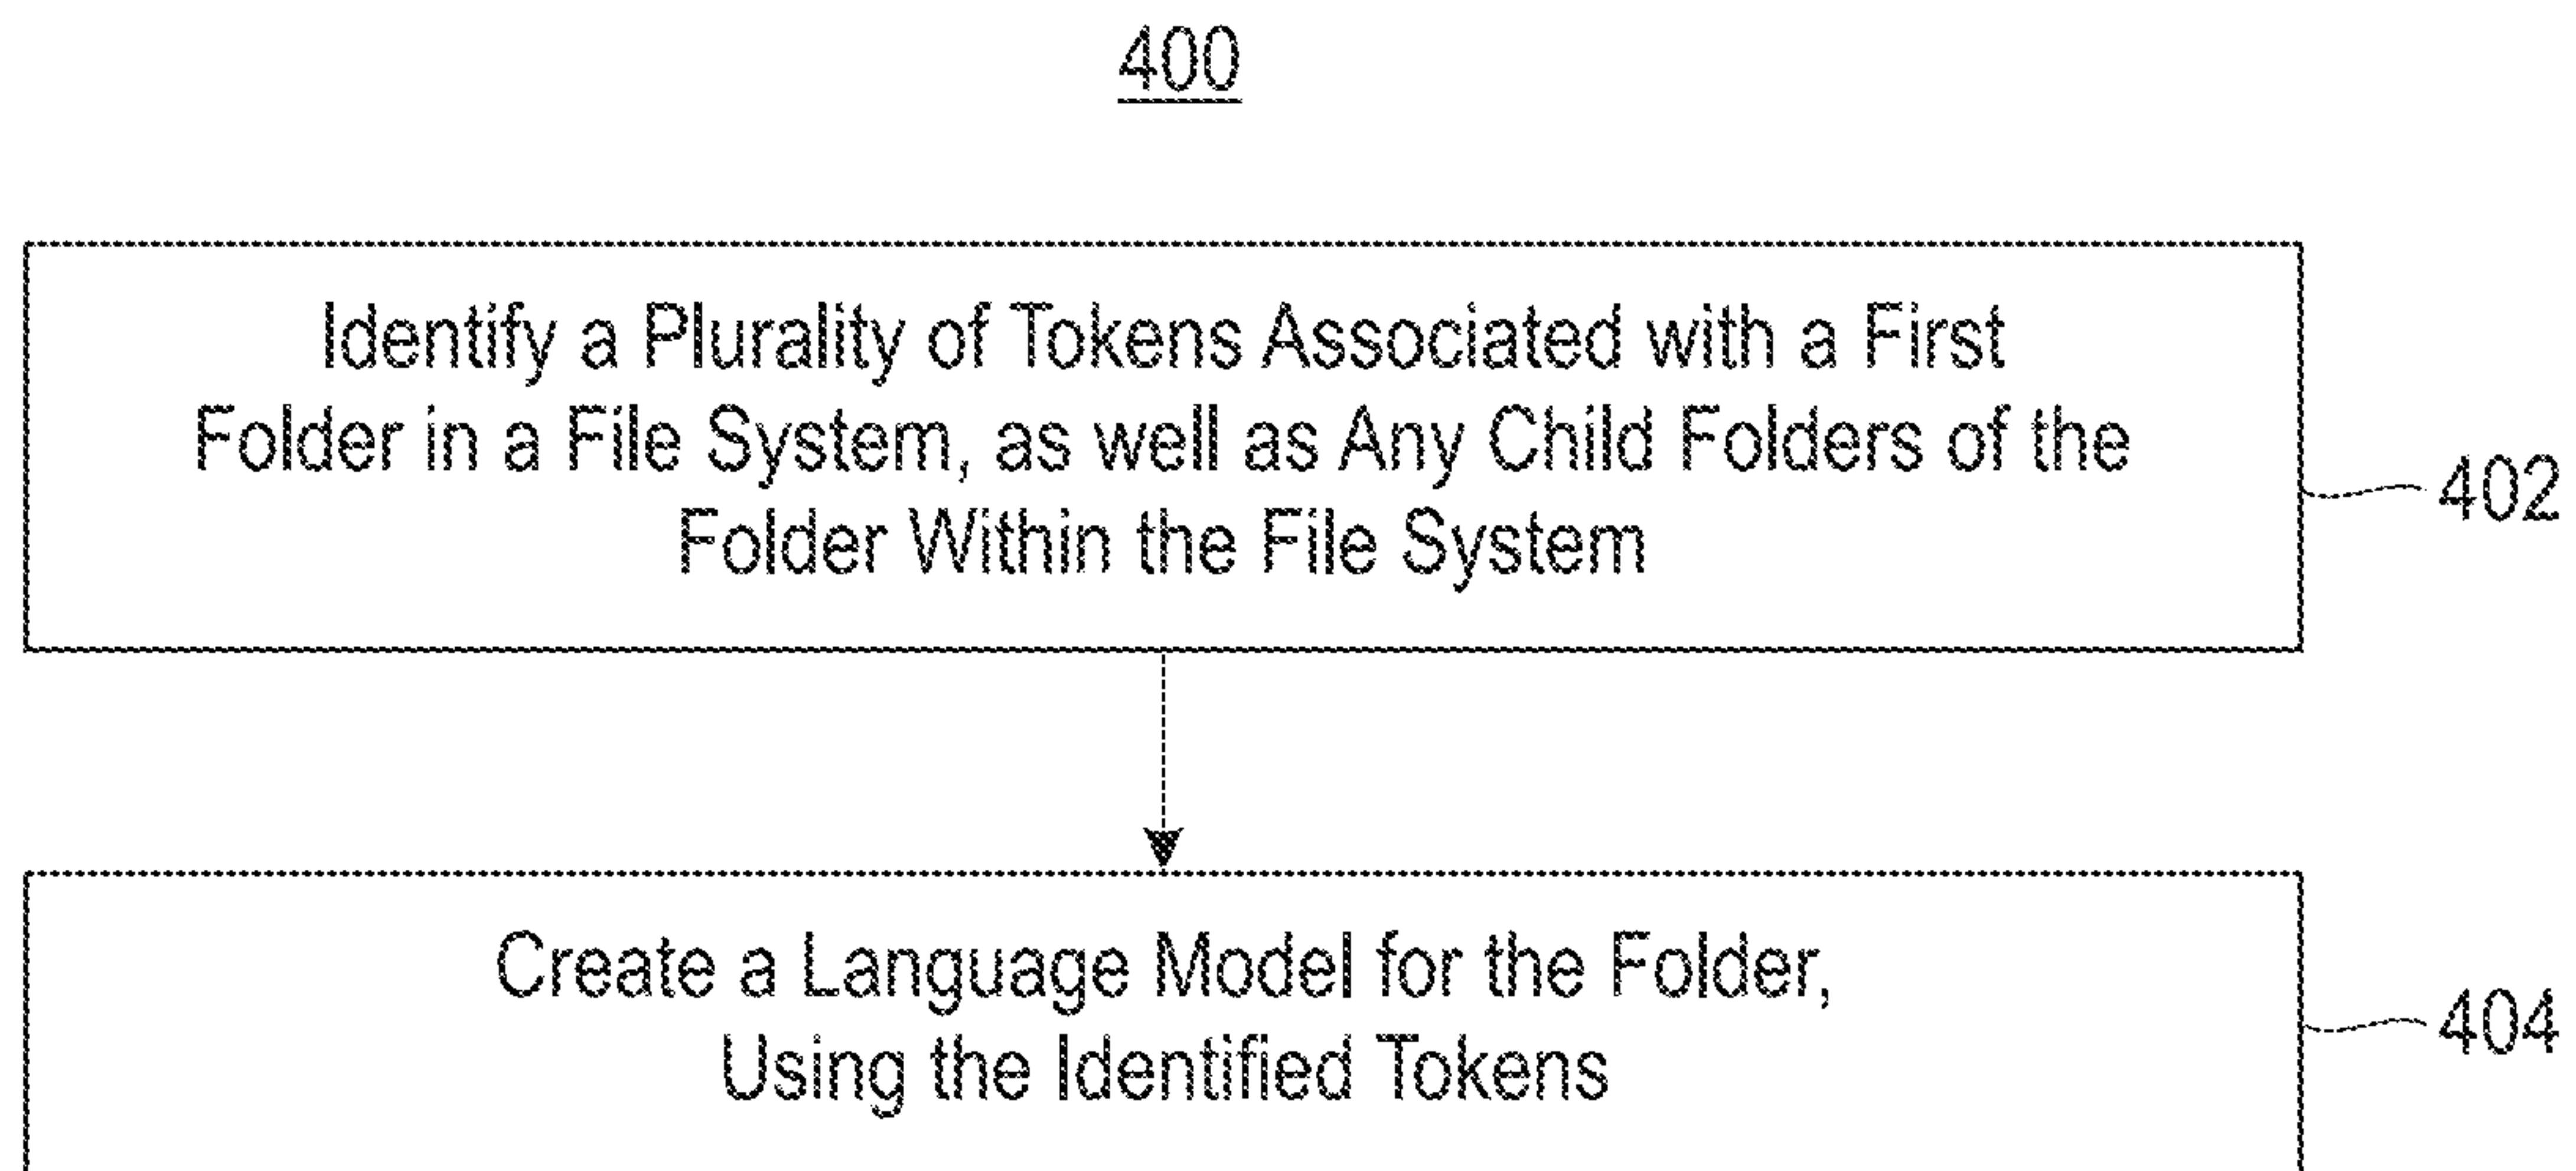 400
Identify a Plurality of Tokens Associated with a First
Folder in a File System, as well as Any Child Folders of the
Folder Within the File System
402
Create a Language Model for the Folder,
Using the Identified Tokens
404